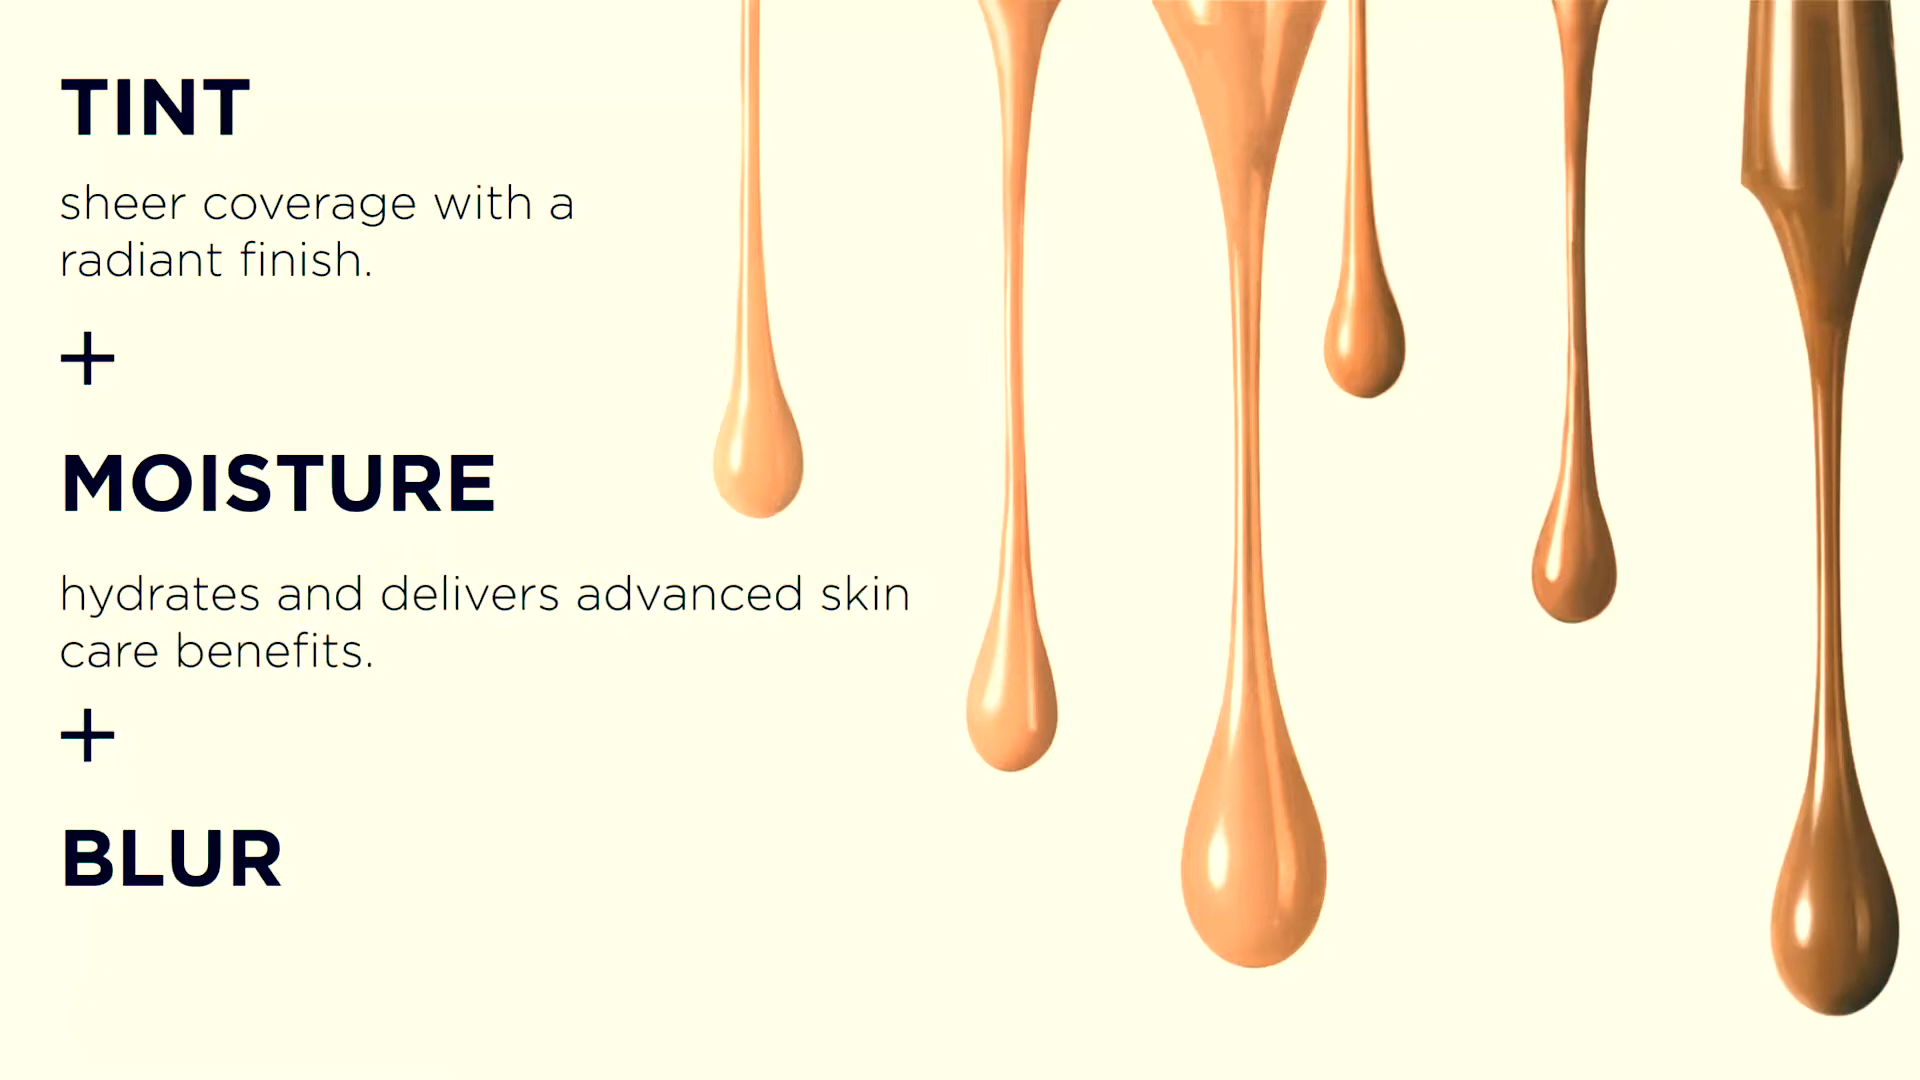 TINT
sheer coverage with a
radiant finish.
+
MOISTURE
hydrates and delivers advanced skin
care benefits.
+
BLUR